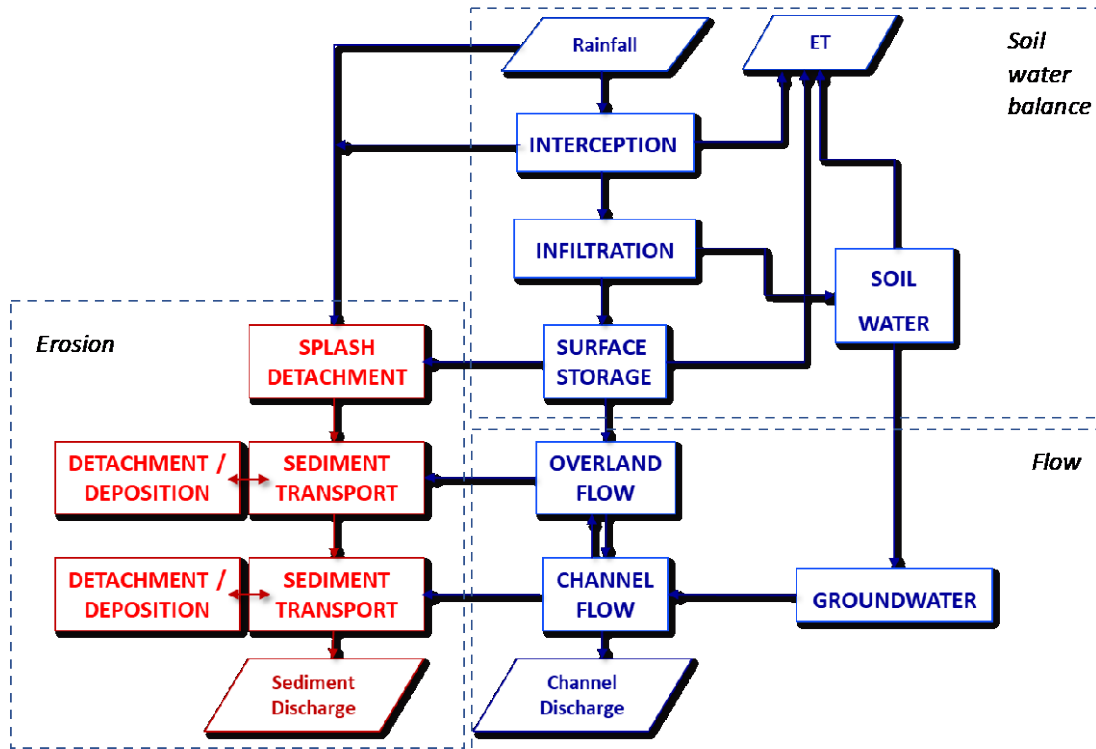 Rainfall
ET
Soil
water
balance
INTERCEPTION
INFILTRATION
SOIL
WATER
Erosion
SPLASH
DETACHMENT
SURFACE
STORAGE
DETACHMENT /
DEPOSITION
SEDIMENT
TRANSPORT
OVERLAND
FLOW
Flow
DETACHMENT /
DEPOSITION
SEDIMENT
TRANSPORT
CHANNEL
FLOW
GROUNDWATER
Sediment
Discharge
Channel
Discharge